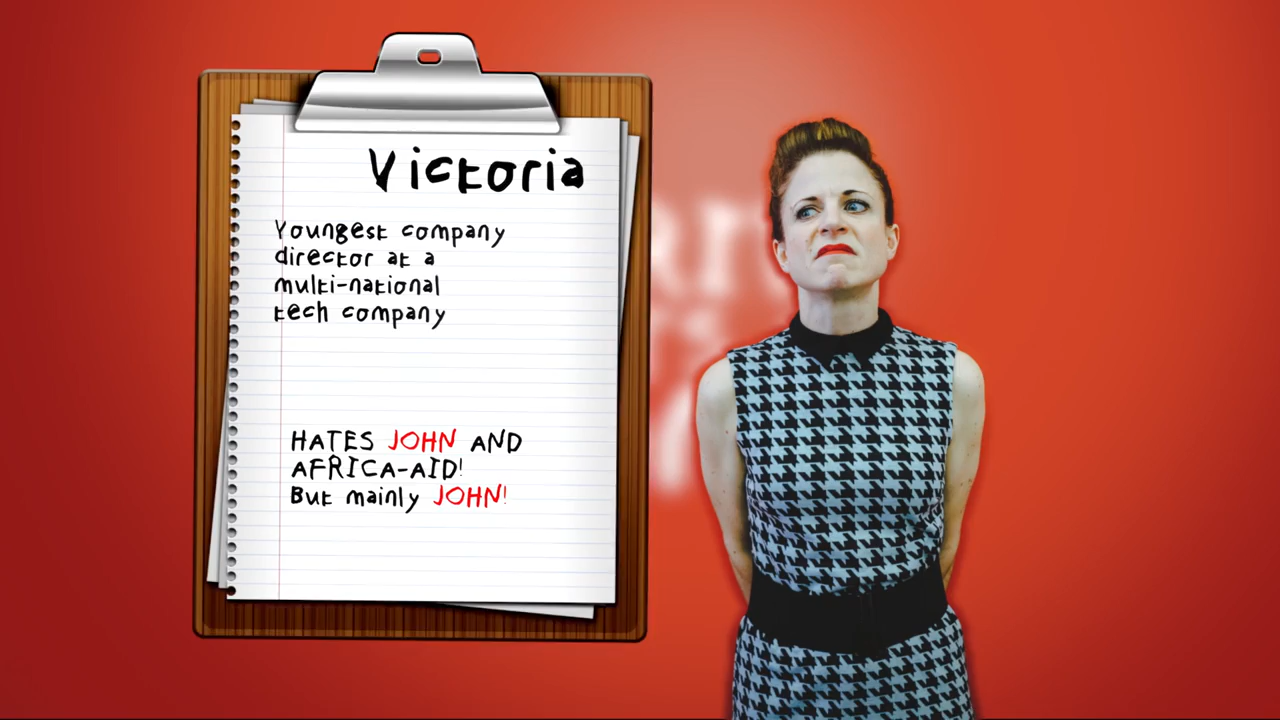 Victoria
Youngest company
director at a
multi-national
tech company
HATES JOHN AND
AFRICA-AID!
But mainly JOHN!